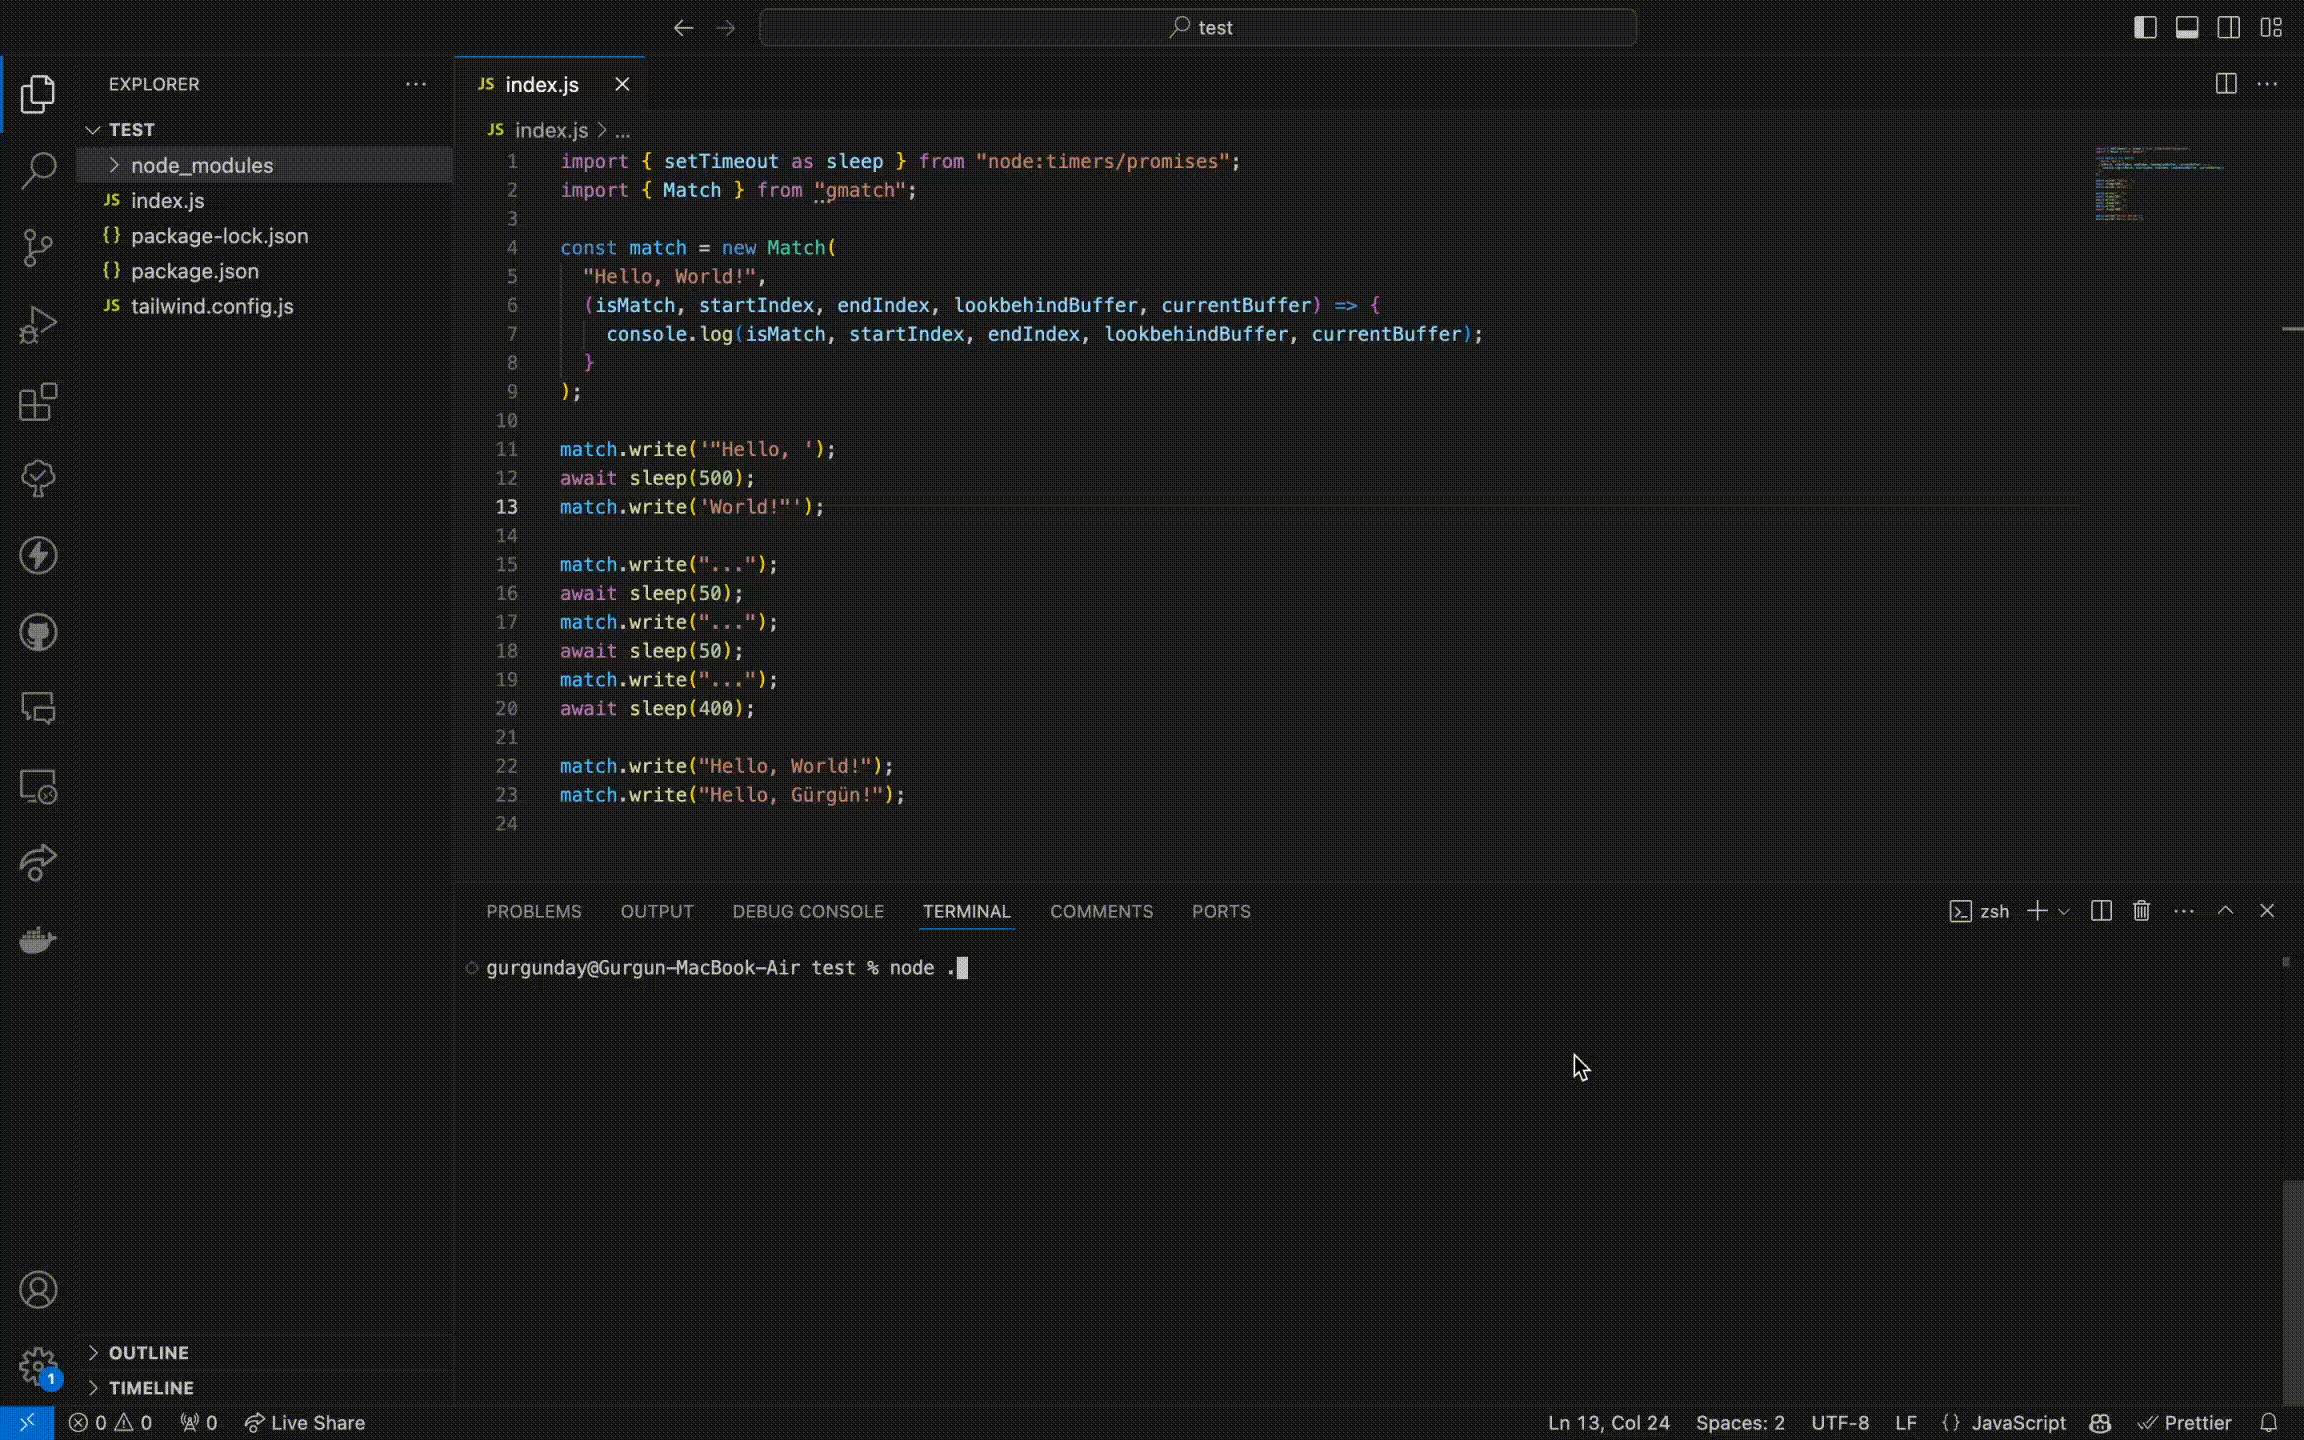 test
EXPLORER
TEST
node_modules
JS index.js
{} package-lock.json
{} package.json
JS tailwind.config.js
OUTLINE
TIMELINE
JS index.js
JS index.js > ...
1 import { setTimeout as sleep } from "node:timers/promises";
2 import { Match } from "gmatch";
3
4 const match = new Match(
5 "Hello, World!",
6 (isMatch, startIndex, endIndex, lookbehindBuffer, currentBuffer) => {
7 console.log(isMatch, startIndex, endIndex, lookbehindBuffer, currentBuffer);
8 }
9 );
10
11 match.write('"Hello, ');
12 await sleep(500);
13 match.write('World!"');
14
15 match.write("...");
16 await sleep(50);
17 match.write("...");
18 await sleep(50);
19 match.write("...");
20 await sleep(400);
21
22 match.write("Hello, World!");
23 match.write("Hello, Gürgün!");
24
PROBLEMS OUTPUT DEBUG CONSOLE TERMINAL COMMENTS PORTS zsh
gurgunday@Gurgun-MacBook-Air test % node .
1
0 0 0 Live Share Ln 13, Col 24 Spaces: 2 UTF-8 LF {} JavaScript Prettier